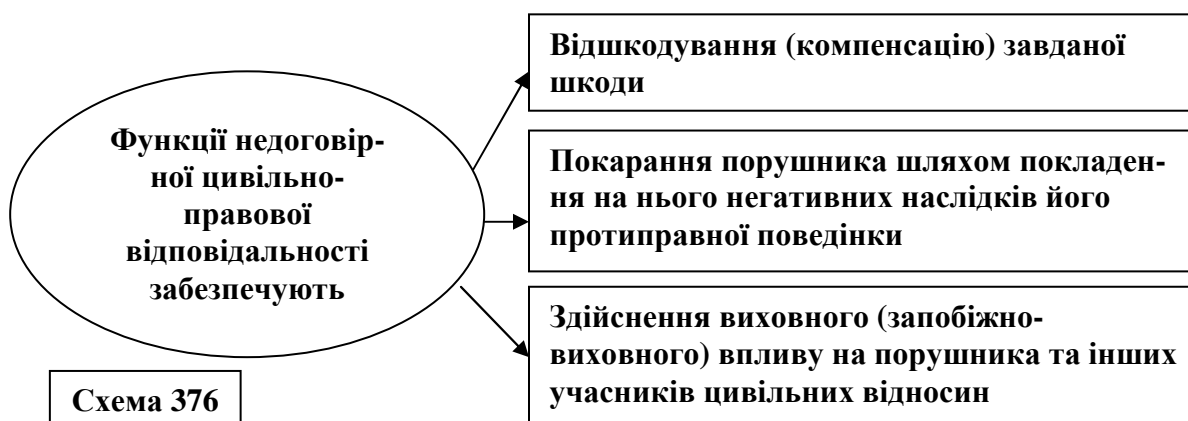 Функції недоговір-
ної цивільно-
правової
відповідальності
забезпечують
Відшкодування (компенсацію) завданої
шкоди
Покарання порушника шляхом покладен-
ня на нього негативних наслідків його
протиправної поведінки
Здійснення виховного (запобіжно-
виховного) впливу на порушника та інших
учасників цивільних відносин
Схема 376